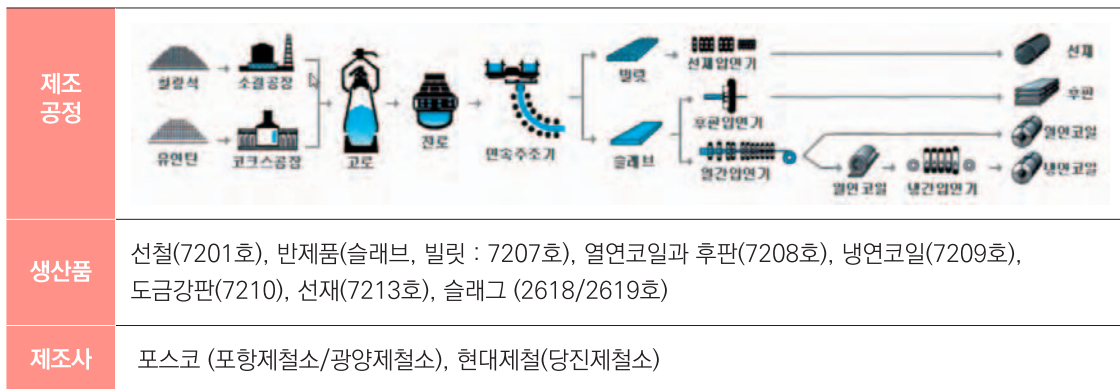 제조
공정
철광석
소결공장
유연탄
코크스공장
고로
전로
연속주조기
빌릿
슬래브
선재압연기
후판압연기
열간압연기
열연코일
냉간압연기
선재
후판
열연코일
냉연코일
생산품
선철(7201호), 반제품(슬래브, 빌릿 : 7207호), 열연코일과 후판(7208호), 냉연코일(7209호),
도금강판(7210), 선재(7213호), 슬래그 (2618/2619호)
제조사
포스코 (포항제철소/광양제철소), 현대제철(당진제철소)